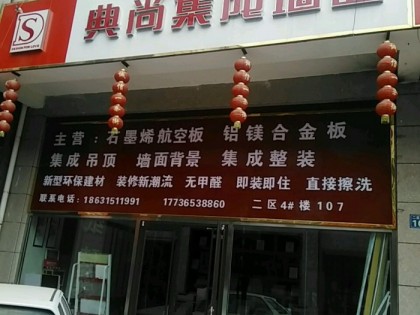 典尚集成墙
主营：石墨烯航空板 铝镁合金板
集成吊顶 墙面背景 集成整装
新型环保建材 装修新潮流 无甲醛 即装即住 直接擦洗
联系电话：18631511991 17736538860 二区4#楼107